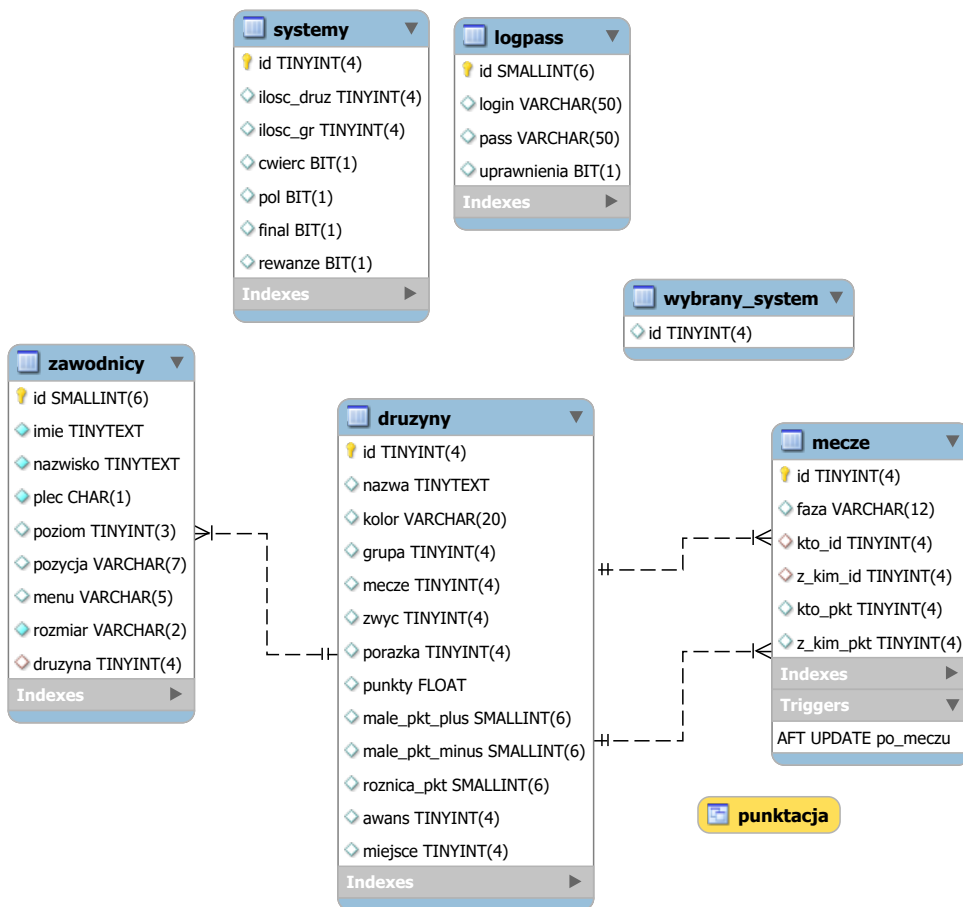 systemy
id TINYINT(4)
ilosc_druz TINYINT(4)
ilosc_gr TINYINT(4)
cwierc BIT(1)
pol BIT(1)
final BIT(1)
rewanze BIT(1)
Indexes
logpass
id SMALLINT(6)
login VARCHAR(50)
pass VARCHAR(50)
uprawnienia BIT(1)
Indexes
wybrany_system
id TINYINT(4)
zawodnicy
id SMALLINT(6)
imie TINYTEXT
nazwisko TINYTEXT
plec CHAR(1)
poziom TINYINT(3)
pozycja VARCHAR(7)
menu VARCHAR(5)
rozmiar VARCHAR(2)
druzyna TINYINT(4)
Indexes
druzyny
id TINYINT(4)
nazwa TINYTEXT
kolor VARCHAR(20)
grupa TINYINT(4)
mecze TINYINT(4)
zwyc TINYINT(4)
porazka TINYINT(4)
punkty FLOAT
male_pkt_plus SMALLINT(6)
male_pkt_minus SMALLINT(6)
roznica_pkt SMALLINT(6)
awans TINYINT(4)
miejsce TINYINT(4)
Indexes
mecze
id TINYINT(4)
faza VARCHAR(12)
kto_id TINYINT(4)
z_kim_id TINYINT(4)
kto_pkt TINYINT(4)
z_kim_pkt TINYINT(4)
Indexes
Triggers
AFT UPDATE po_meczu
punktacja